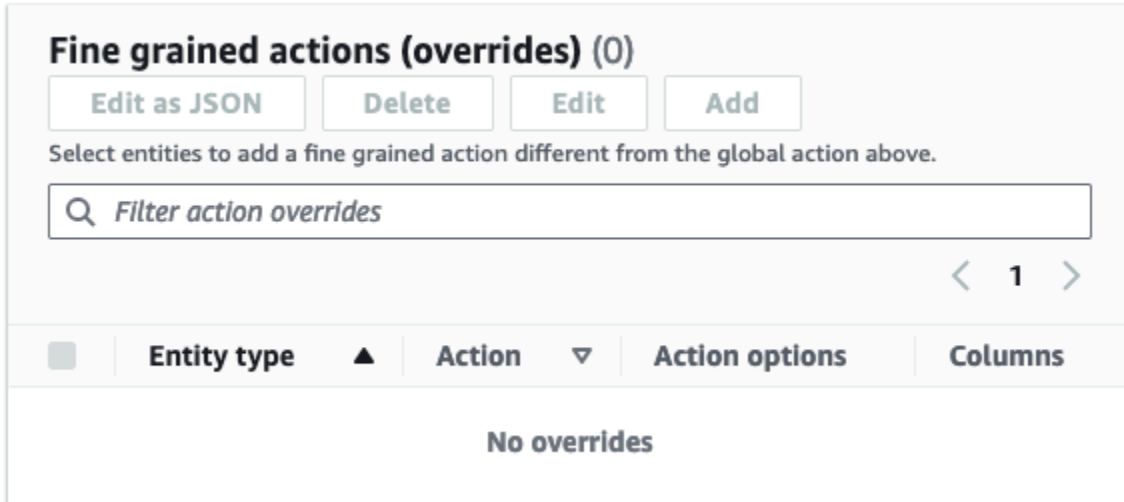 Fine grained actions (overrides) (0)
Edit as JSON Delete Edit Add
Select entities to add a fine grained action different from the global action above.
Filter action overrides
1
Entity type Action Action options Columns
No overrides